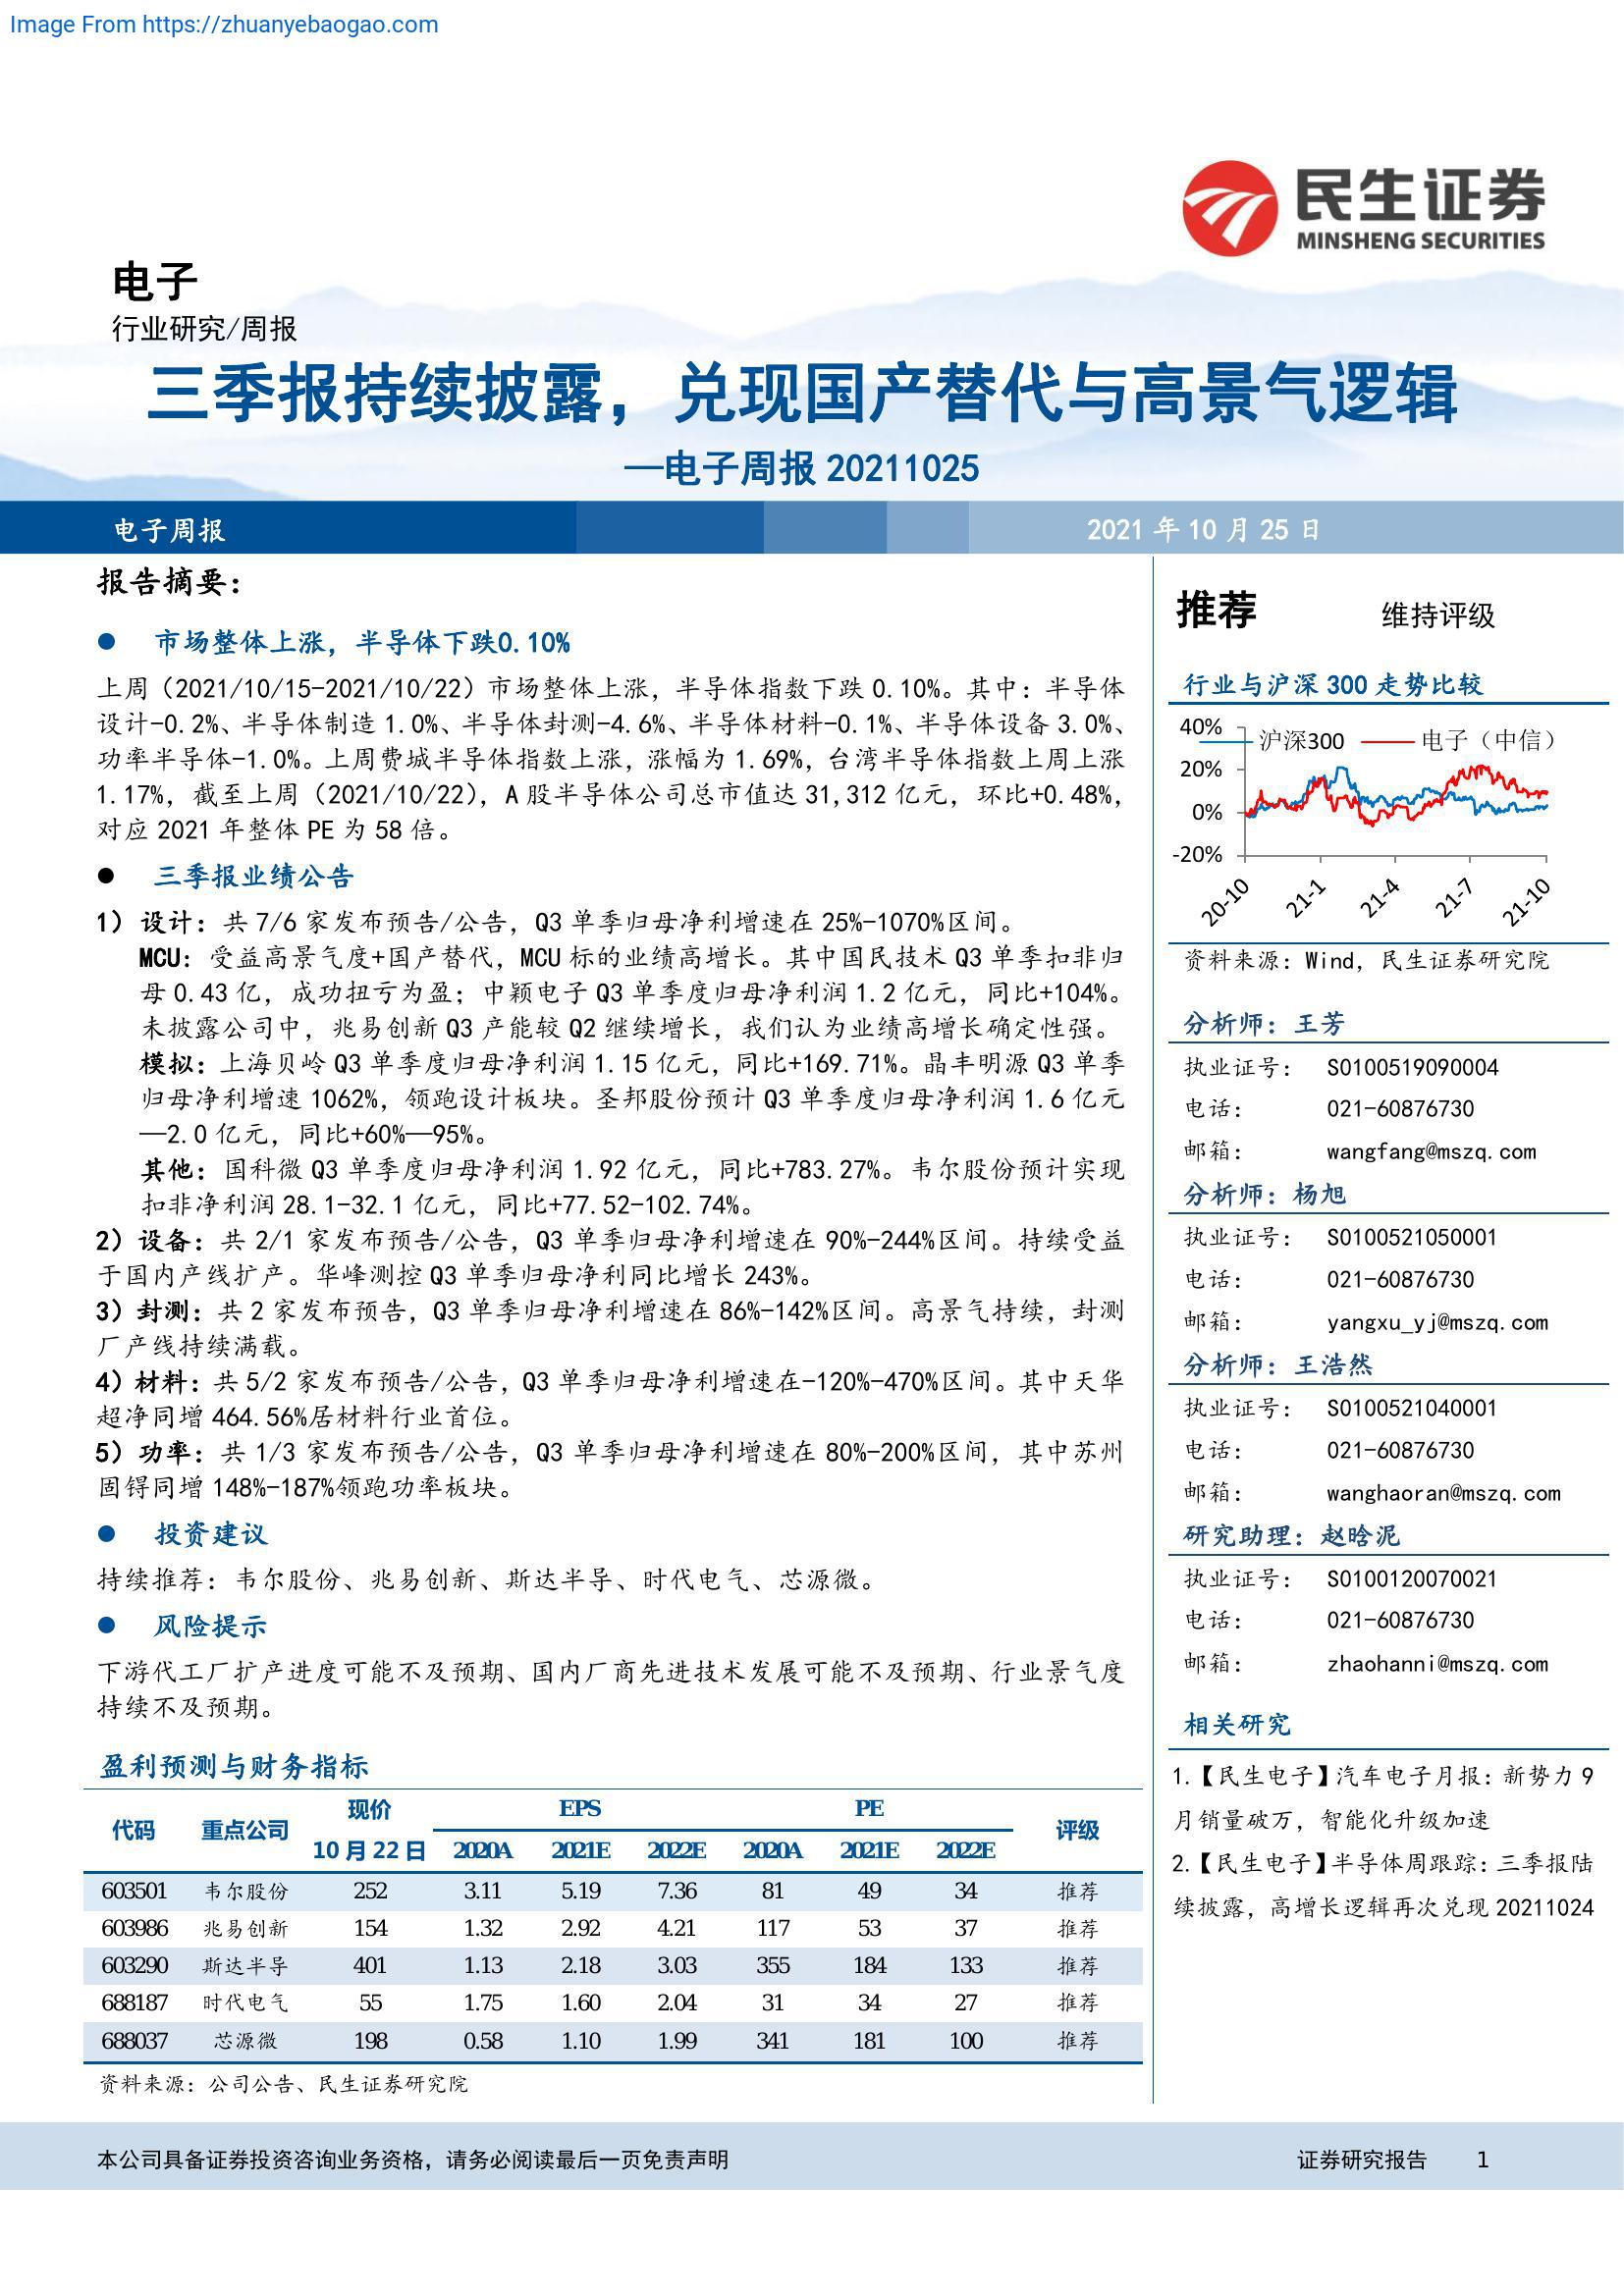 Image From https://zhuanyebaogao.com
民生证券
MINSHENG SECURITIES
电子
行业研究/周报
三季报持续披露，兑现国产替代与高景气逻辑
—电子周报 20211025
电子周报 2021 年 10 月 25 日
报告摘要：
● 市场整体上涨，半导体下跌0.10%
上周（2021/10/15-2021/10/22）市场整体上涨，半导体指数下跌 0.10%。其中：半导体
设计-0.2%、半导体制造 1.0%、半导体封测-4.6%、半导体材料-0.1%、半导体设备 3.0%、
功率半导体-1.0%。上周费城半导体指数上涨，涨幅为 1.69%，台湾半导体指数上周上涨
1.17%，截至上周（2021/10/22），A 股半导体公司总市值达 31,312 亿元，环比+0.48%，
对应 2021 年整体 PE 为 58 倍。
● 三季报业绩公告
1）设计：共 7/6 家发布预告/公告，Q3 单季归母净利增速在 25%-1070%区间。
MCU：受益高景气度+国产替代，MCU 标的业绩高增长。其中国民技术 Q3 单季扣非归
母 0.43 亿，成功扭亏为盈；中颖电子 Q3 单季度归母净利润 1.2 亿元，同比+104%。
未披露公司中，兆易创新 Q3 产能较 Q2 继续增长，我们认为业绩高增长确定性强。
模拟：上海贝岭 Q3 单季度归母净利润 1.15 亿元，同比+169.71%。晶丰明源 Q3 单季
归母净利增速 1062%，领跑设计板块。圣邦股份预计 Q3 单季度归母净利润 1.6 亿元
—2.0 亿元，同比+60%—95%。
其他：国科微 Q3 单季度归母净利润 1.92 亿元，同比+783.27%。韦尔股份预计实现
扣非净利润 28.1-32.1 亿元，同比+77.52-102.74%。
2）设备：共 2/1 家发布预告/公告，Q3 单季归母净利增速在 90%-244%区间。持续受益
于国内产线扩产。华峰测控 Q3 单季归母净利同比增长 243%。
3）封测：共 2 家发布预告，Q3 单季归母净利增速在 86%-142%区间。高景气持续，封测
厂产线持续满载。
4）材料：共 5/2 家发布预告/公告，Q3 单季归母净利增速在-120%-470%区间。其中天华
超净同增 464.56%居材料行业首位。
5）功率：共 1/3 家发布预告/公告，Q3 单季归母净利增速在 80%-200%区间，其中苏州
固锝同增 148%-187%领跑功率板块。
● 投资建议
持续推荐：韦尔股份、兆易创新、斯达半导、时代电气、芯源微。
● 风险提示
下游代工厂扩产进度可能不及预期、国内厂商先进技术发展可能不及预期、行业景气度
持续不及预期。
盈利预测与财务指标
代码 重点公司 现价 EPS PE 评级
10 月 22 日 2020A 2021E 2022E 2020A 2021E 2022E
603501 韦尔股份 252 3.11 5.19 7.36 81 49 34 推荐
603986 兆易创新 154 1.32 2.92 4.21 117 53 37 推荐
603290 斯达半导 401 1.13 2.18 3.03 355 184 133 推荐
688187 时代电气 55 1.75 1.60 2.04 31 34 27 推荐
688037 芯源微 198 0.58 1.10 1.99 341 181 100 推荐
资料来源：公司公告、民生证券研究院
推荐 维持评级
行业与沪深 300 走势比较
40%
沪深300 电子（中信）
20%
0%
-20%
20-10 21-1 21-4 21-7 21-10
资料来源：Wind，民生证券研究院
分析师：王芳
执业证号： S0100519090004
电话： 021-60876730
邮箱： wangfang@mszq.com
分析师：杨旭
执业证号： S0100521050001
电话： 021-60876730
邮箱： yangxu_yj@mszq.com
分析师：王浩然
执业证号： S0100521040001
电话： 021-60876730
邮箱： wanghaoran@mszq.com
研究助理：赵晗泥
执业证号： S0100120070021
电话： 021-60876730
邮箱： zhaohanni@mszq.com
相关研究
1.【民生电子】汽车电子月报：新势力 9
月销量破万，智能化升级加速
2.【民生电子】半导体周跟踪：三季报陆
续披露，高增长逻辑再次兑现 20211024
本公司具备证券投资咨询业务资格，请务必阅读最后一页免责声明 证券研究报告 1